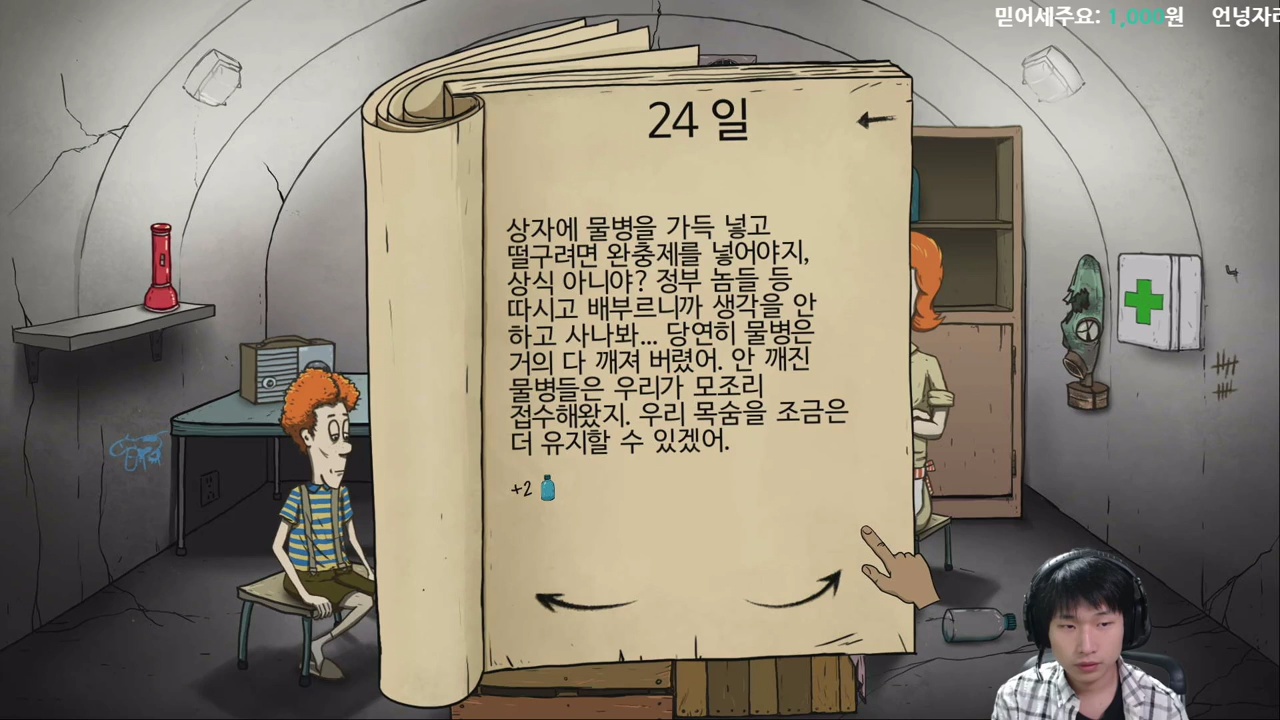 믿어세주요: 1,000원 언넝자리
24 일
상자에 물병을 가득 넣고
떨구려면 완충제를 넣어야지,
상식 아니야? 정부 놈들 등
따시고 배부르니까 생각을 안
하고 사나봐... 당연히 물병은
거의 다 깨져 버렸어. 안 깨진
물병들은 우리가 모조리
접수해왔지. 우리 목숨을 조금은
더 유지할 수 있겠어.
+2